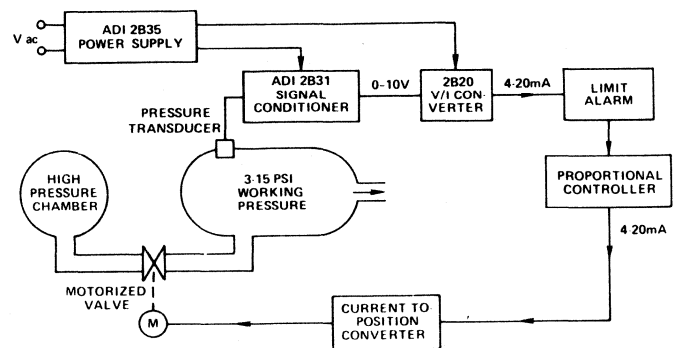 V ac
ADI 2B35
POWER SUPPLY
ADI 2B31
SIGNAL
CONDITIONER
0-10V
2B20
V/I CON-
VERTER
4-20mA
LIMIT
ALARM
PRESSURE
TRANSDUCER
HIGH
PRESSURE
CHAMBER
3-15 PSI
WORKING
PRESSURE
PROPORTIONAL
CONTROLLER
4-20mA
MOTORIZED
VALVE
M
CURRENT TO-
POSITION
CONVERTER